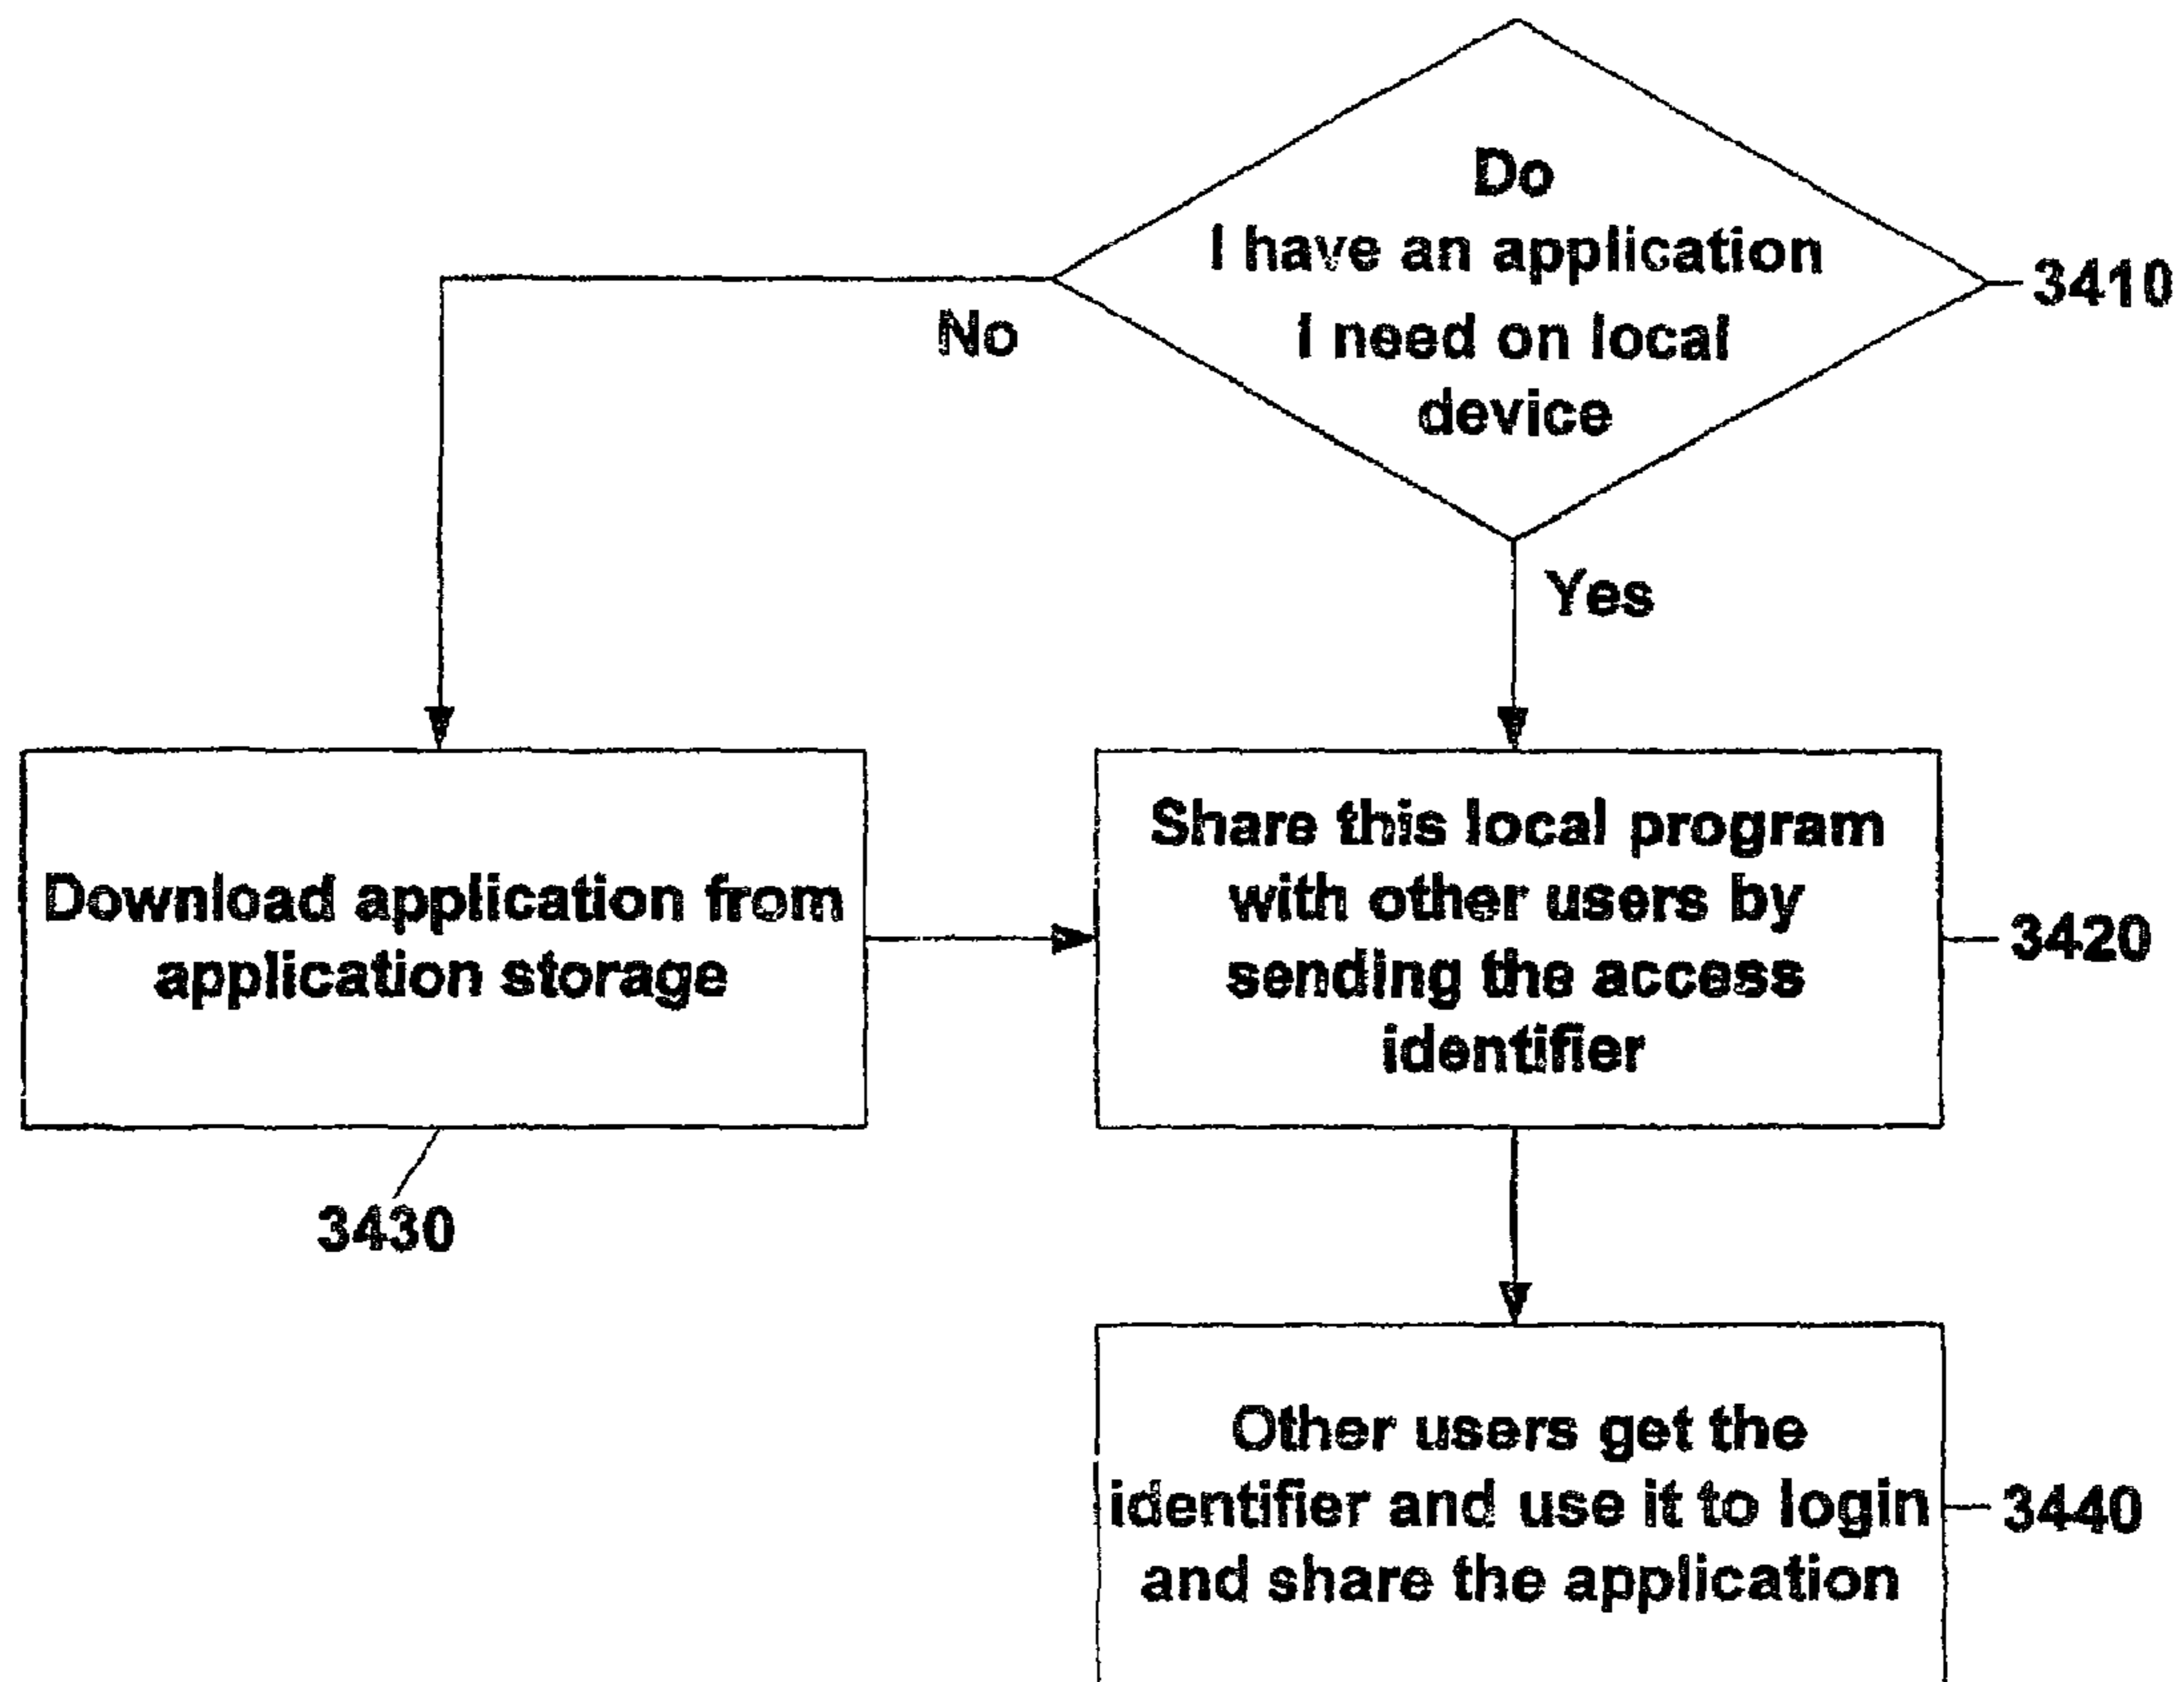 Do
I have an application
I need on local
device
3410
No
Yes
Download application from
application storage
3430
Share this local program
with other users by
sending the access
identifier
3420
Other users get the
identifier and use it to login
and share the application
3440